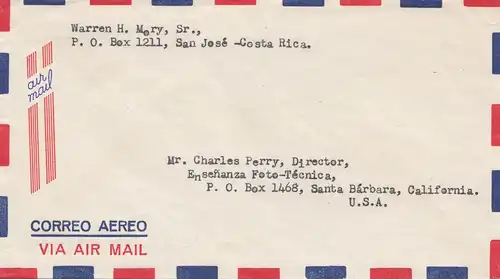 Warren H. Mory, Sr.,
P. O. Box 1211, San José -Costa Rica.
air
mail
Mr. Charles Perry, Director,
Enseñanza Foto-Técnica,
P. O. Box 1468, Santa Bárbara, California.
U.S.A.
CORREO AEREO
VIA AIR MAIL